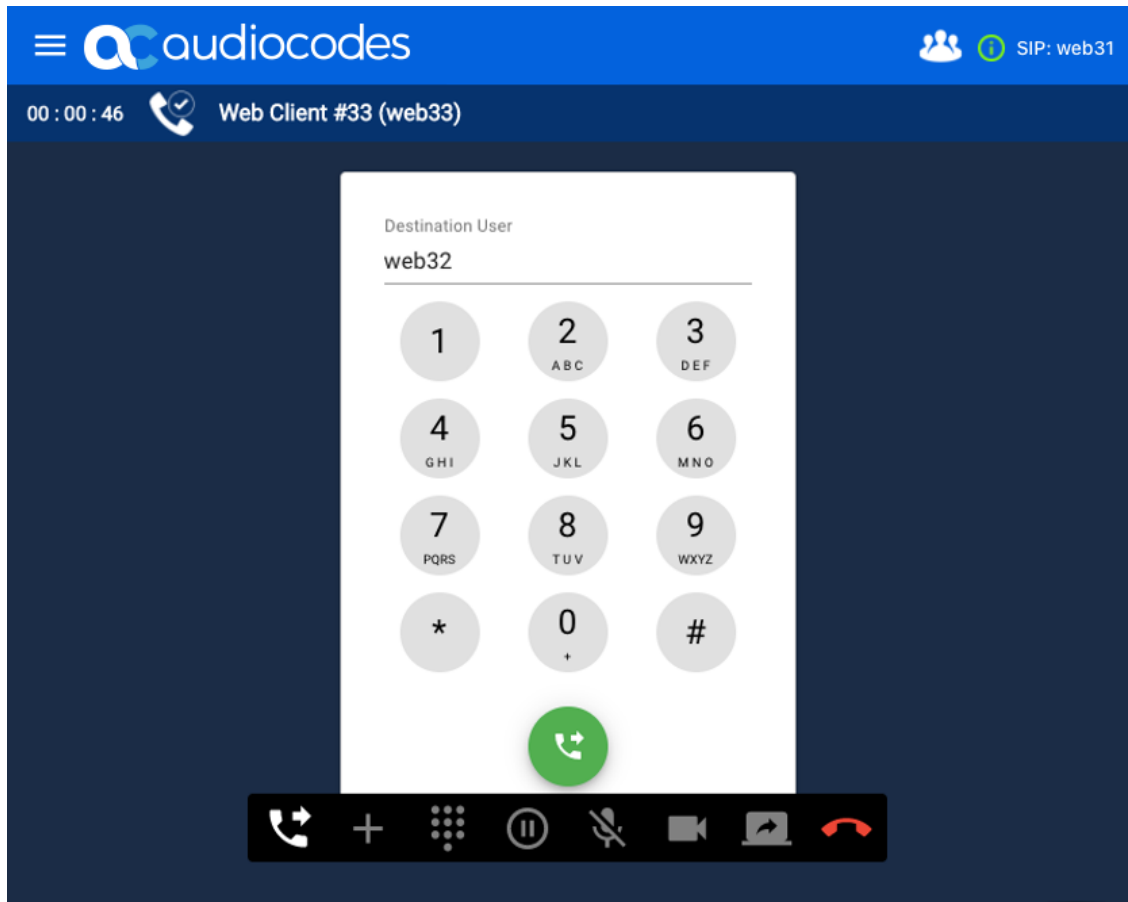 audiocodes
SIP: web31
00 : 00 : 46
Web Client #33 (web33)
Destination User
web32
1 2 3
ABC DEF
4 5 6
GHI JKL MNO
7 8 9
PQRS TUV WXYZ
* 0 #
+